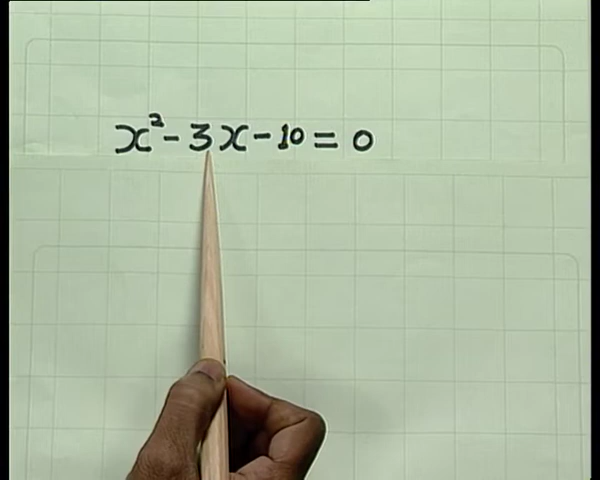 x² - 3x - 10 = 0